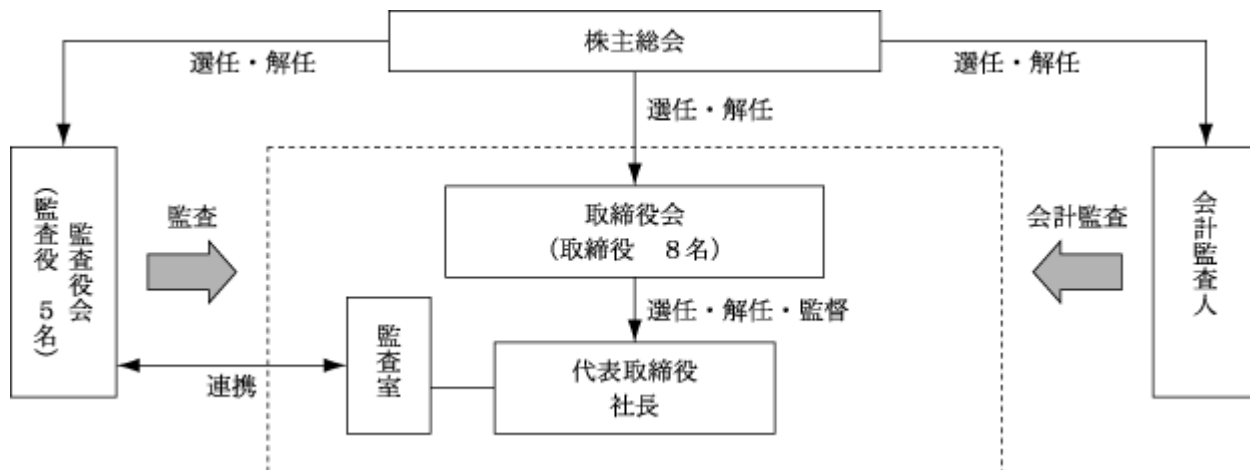 株主総会
選任・解任
選任・解任
選任・解任
監査役会
(監査役　5名)
監査
取締役会
(取締役　8名)
会計監査
会計監査人
選任・解任・監督
監査室
代表取締役
社長
連携